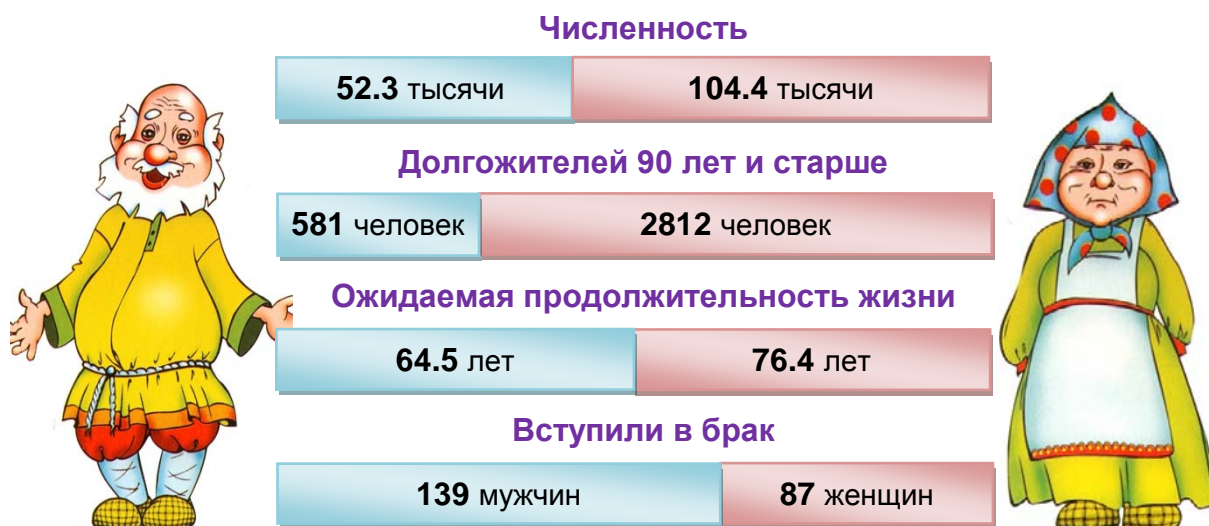 Численность
52.3 тысячи 104.4 тысячи
Долгожителей 90 лет и старше
581 человек 2812 человек
Ожидаемая продолжительность жизни
64.5 лет 76.4 лет
Вступили в брак
139 мужчин 87 женщин